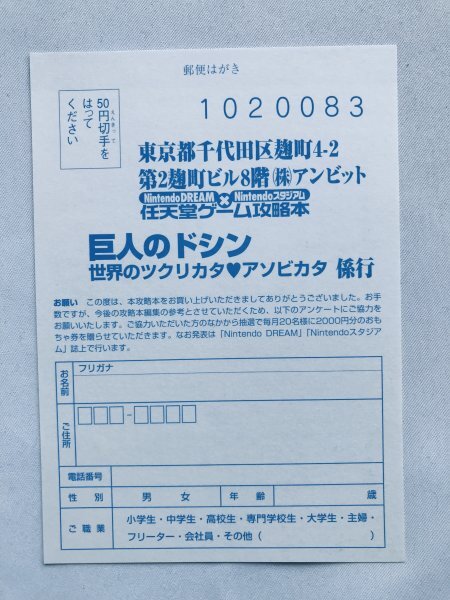 郵便はがき
50円切手を
はって
ください
1020083
東京都千代田区麹町4-2
第2麹町ビル8階㈱アンビット
Nintendo DREAM × Nintendoスタジアム
任天堂ゲーム攻略本
巨人のドシン
世界のツクリカタ♥アソビカタ 係行
お願い この度は、本攻略本をお買い上げいただきましてありがとうございました。お手
数ですが、今後の攻略本編集の参考とさせていただくため、以下のアンケートにご協力
をお願いいたします。ご協力いただいた方のなかから抽選で毎月20名様に2000円分のおも
ちゃ券を贈らせていただきます。なお発表は「Nintendo DREAM」「Nintendoスタジア
ム」誌上で行います。
お名前
フリガナ
ご住所
-
電話番号
性別 男 女 年齢 歳
ご職業
小学生・中学生・高校生・専門学校生・大学生・主婦・
フリーター・会社員・その他( )